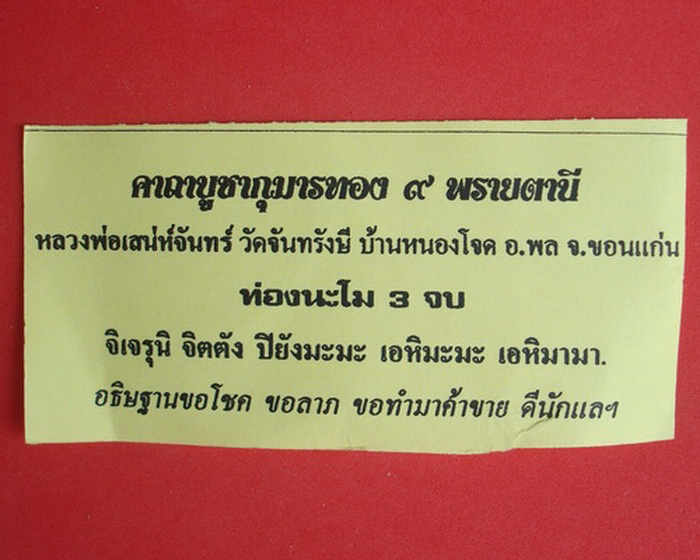 คาถาบูชากุมารทอง ๙ พรายตานี
หลวงพ่อเสน่ห์จันทร์ วัดจันทรังษี บ้านหนองโจด อ.พล จ.ขอนแก่น
ท่องนะโม 3 จบ
จิเจรุนิ จิตตัง ปิยังมะมะ เอหิมะมะ เอหิมามา.
อธิษฐานขอโชค ขอลาภ ขอทำมาค้าขาย ดีนักแลฯ